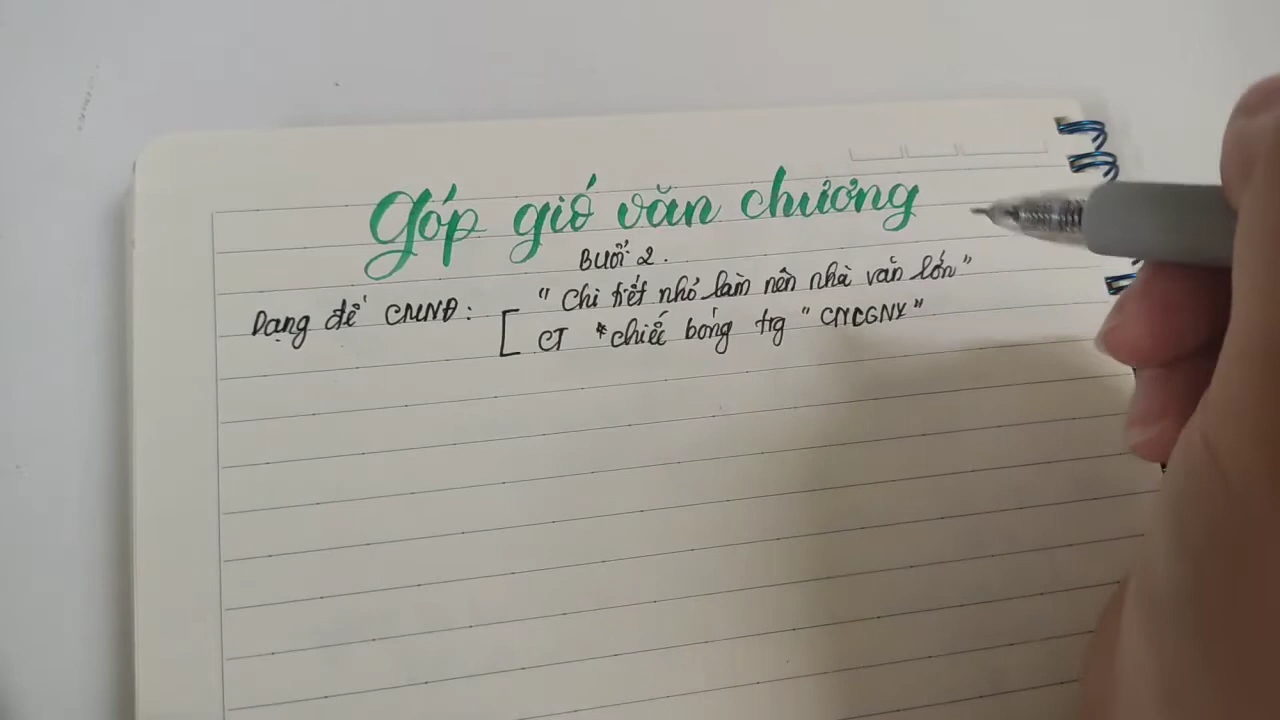 Góp gió văn chương
Buổi 2.
Dạng đề CMNĐ: [ "Chi tiết nhỏ làm nên nhà văn lớn"
CT *chiếc bóng trg "CNCGNX"